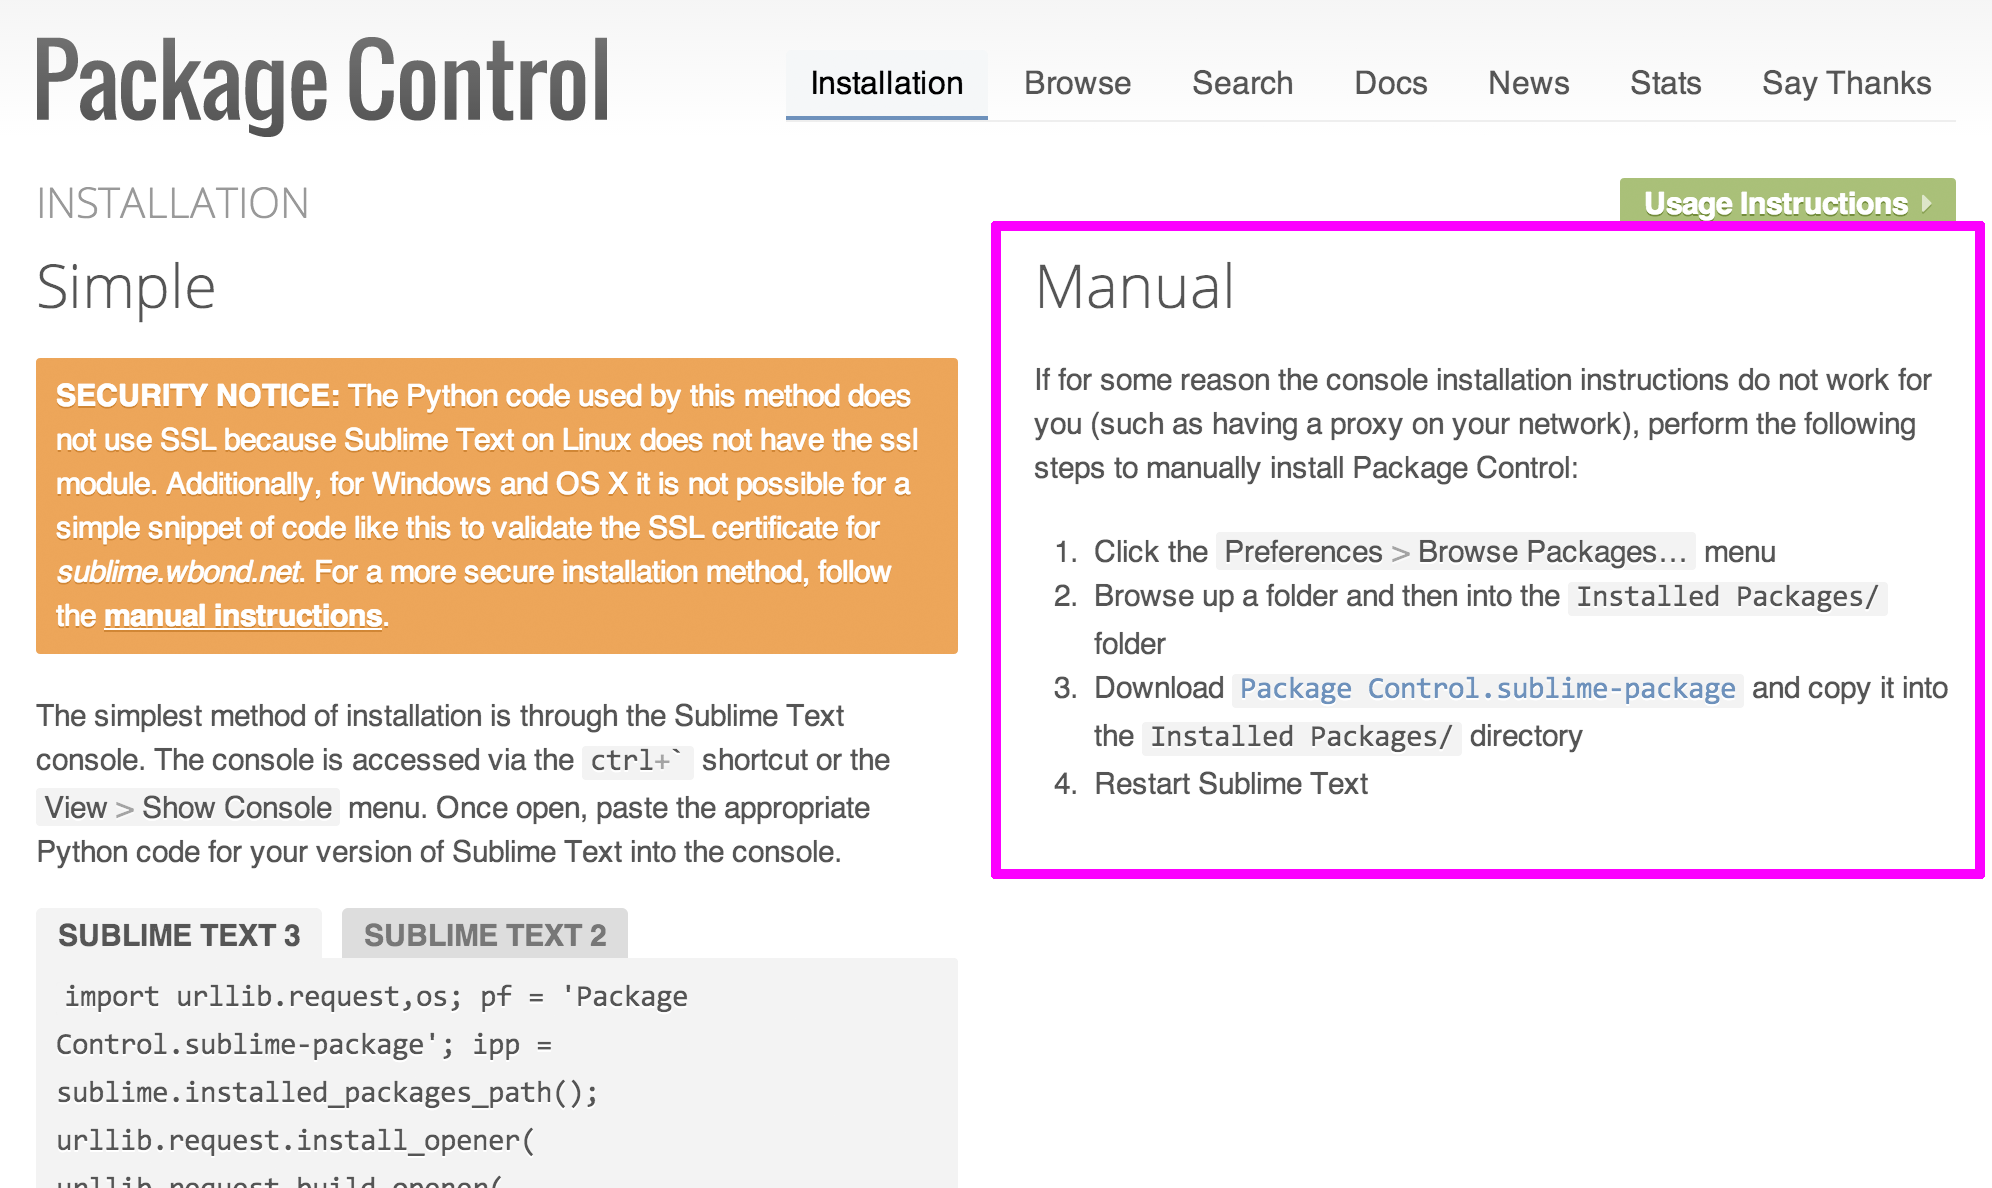 Package Control
Installation Browse Search Docs News Stats Say Thanks
INSTALLATION
Usage Instructions
Simple
SECURITY NOTICE: The Python code used by this method does
not use SSL because Sublime Text on Linux does not have the ssl
module. Additionally, for Windows and OS X it is not possible for a
simple snippet of code like this to validate the SSL certificate for
sublime.wbond.net. For a more secure installation method, follow
the manual instructions.
The simplest method of installation is through the Sublime Text
console. The console is accessed via the ctrl+` shortcut or the
View > Show Console menu. Once open, paste the appropriate
Python code for your version of Sublime Text into the console.
SUBLIME TEXT 3 SUBLIME TEXT 2
import urllib.request,os; pf = 'Package
Control.sublime-package'; ipp =
sublime.installed_packages_path();
urllib.request.install_opener(
urllib.request.build_opener(
Manual
If for some reason the console installation instructions do not work for
you (such as having a proxy on your network), perform the following
steps to manually install Package Control:
1. Click the Preferences > Browse Packages… menu
2. Browse up a folder and then into the Installed Packages/
folder
3. Download Package Control.sublime-package and copy it into
the Installed Packages/ directory
4. Restart Sublime Text